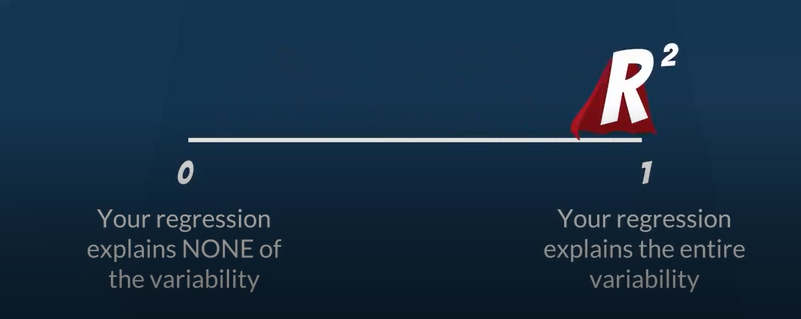 R²
0
1
Your regression
explains NONE of
the variability
Your regression
explains the entire
variability